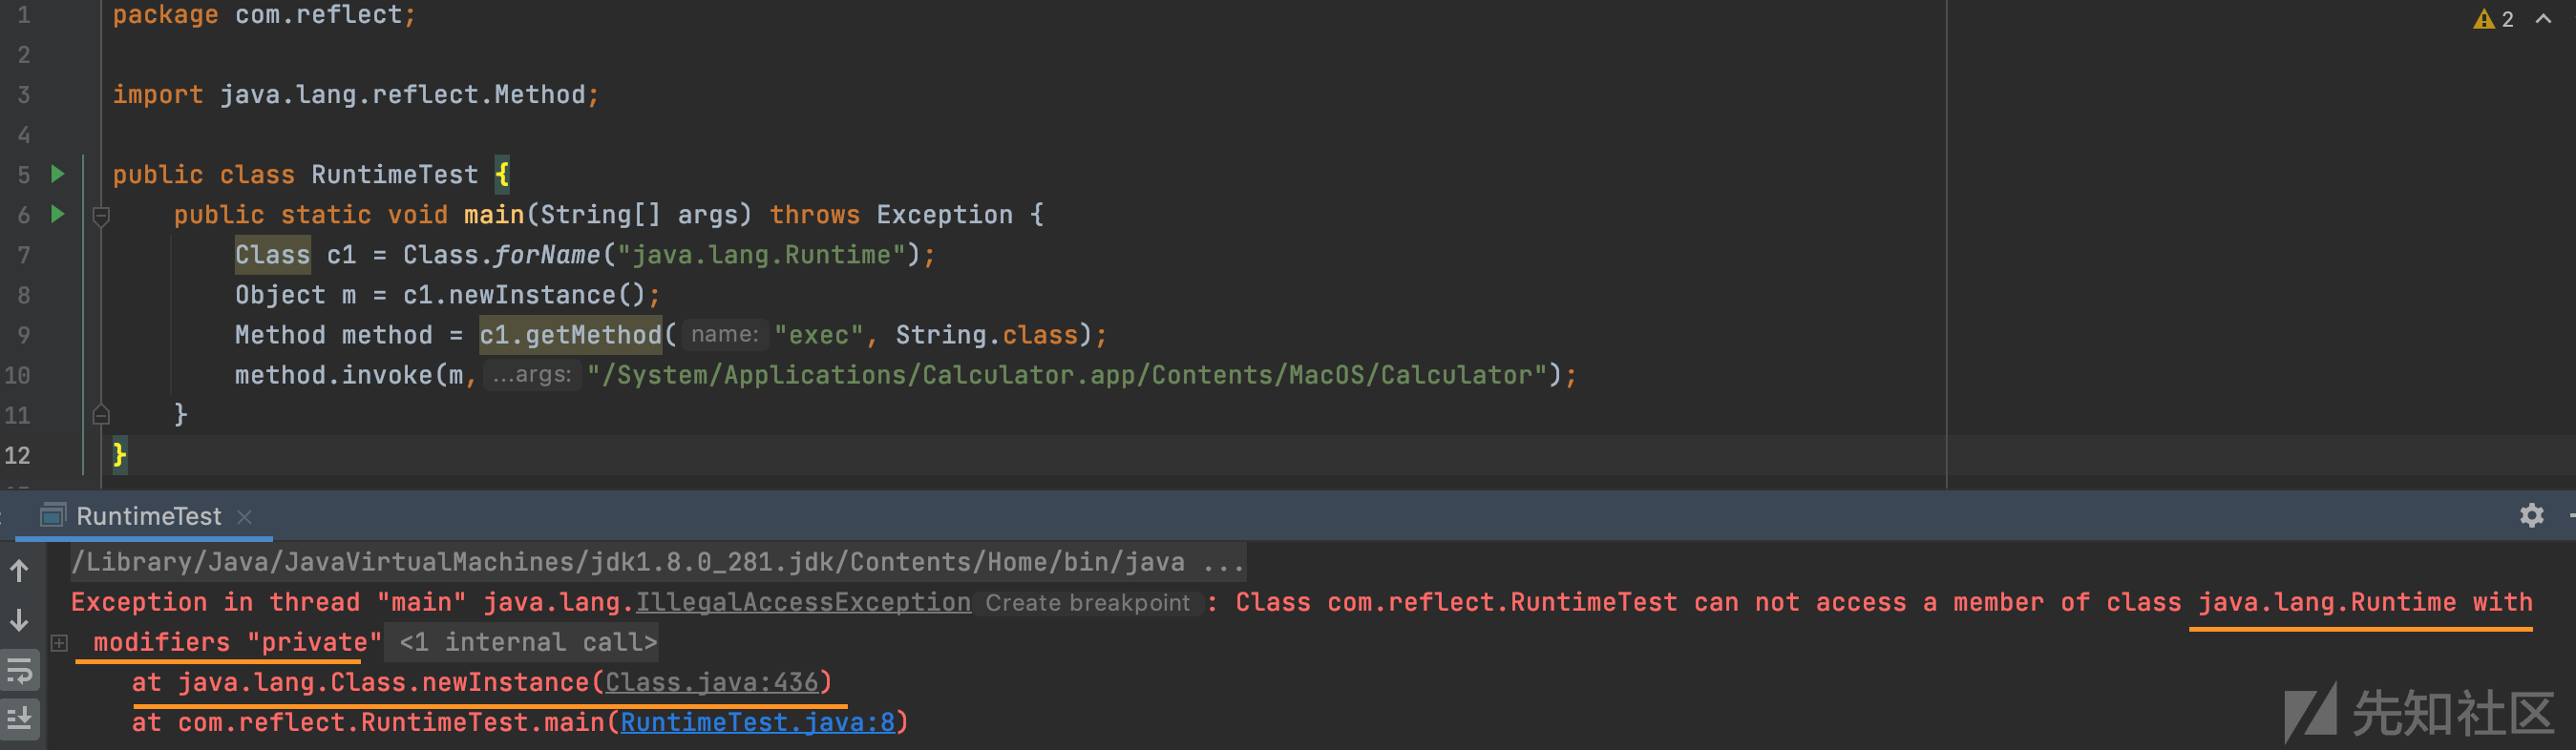 1 package com.reflect;
2
3 import java.lang.reflect.Method;
4
5 public class RuntimeTest {
6 public static void main(String[] args) throws Exception {
7 Class c1 = Class.forName("java.lang.Runtime");
8 Object m = c1.newInstance();
9 Method method = c1.getMethod( name: "exec", String.class);
10 method.invoke(m, ...args: "/System/Applications/Calculator.app/Contents/MacOS/Calculator");
11 }
12 }
2
RuntimeTest
/Library/Java/JavaVirtualMachines/jdk1.8.0_281.jdk/Contents/Home/bin/java ...
Exception in thread "main" java.lang.IllegalAccessException Create breakpoint : Class com.reflect.RuntimeTest can not access a member of class java.lang.Runtime with
modifiers "private" <1 internal call>
at java.lang.Class.newInstance(Class.java:436)
at com.reflect.RuntimeTest.main(RuntimeTest.java:8)
先知社区